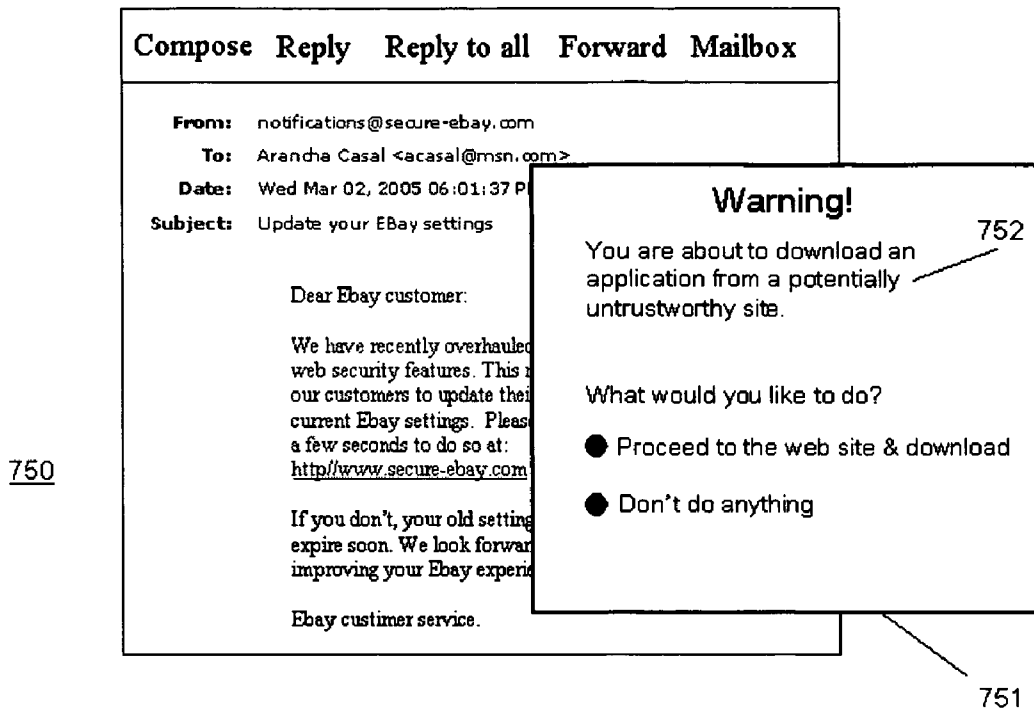 Compose Reply Reply to all Forward Mailbox
From: notifications@secure-ebay.com
To: Arancha Casal <acasal@msn.com>
Date: Wed Mar 02, 2005 06:01:37
Subject: Update your EBay settings
Dear Ebay customer:
We have recently overhauled
web security features. This
our customers to update
current Ebay settings.
a few seconds to do so at:
http//www.secure-ebay.com
If you don't, your old
expire soon. We look
improving your Ebay
Ebay custimer service.
Warning!
You are about to download an
application from a potentially
untrustworthy site.
What would you like to do?
Proceed to the web site & download
Don't do anything
752
750
751